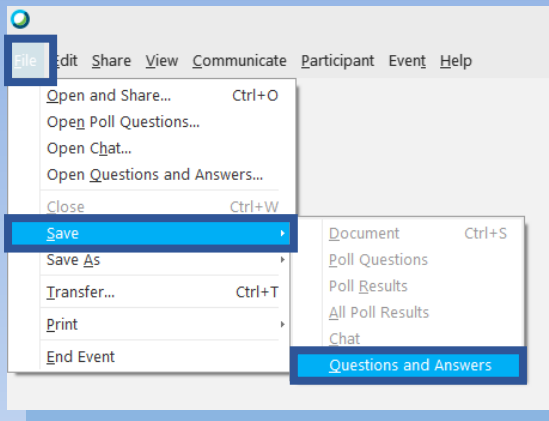 File Edit Share View Communicate Participant Event Help
Open and Share... Ctrl+O
Open Poll Questions...
Open Chat...
Open Questions and Answers...
Close Ctrl+W
Save
Save As
Transfer... Ctrl+T
Print
End Event
Document Ctrl+S
Poll Questions
Poll Results
All Poll Results
Chat
Questions and Answers